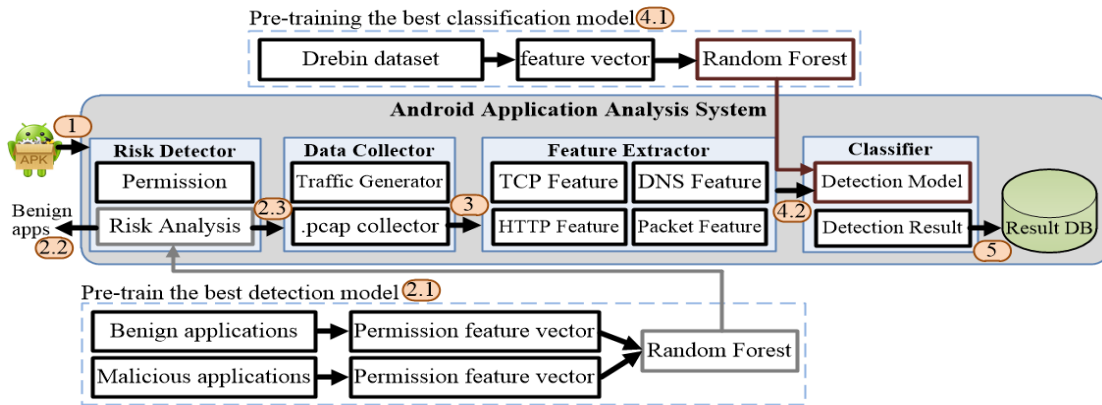 Pre-training the best classification model 4.1
Drebin dataset
feature vector
Random Forest
Android Application Analysis System
1
APK
Risk Detector
Permission
Risk Analysis
Benign
apps
2.2
2.3
Data Collector
Traffic Generator
.pcap collector
3
Feature Extractor
TCP Feature
DNS Feature
HTTP Feature
Packet Feature
4.2
Classifier
Detection Model
Detection Result
5
Result DB
Pre-train the best detection model 2.1
Benign applications
Permission feature vector
Malicious applications
Permission feature vector
Random Forest